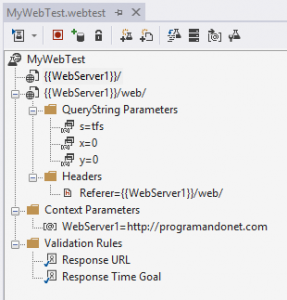 MyWebTest.webtest
MyWebTest
{{WebServer1}}/
{{WebServer1}}/web/
QueryString Parameters
s=tfs
x=0
y=0
Headers
Referer={{WebServer1}}/web/
Context Parameters
WebServer1=http://programandonet.com
Validation Rules
Response URL
Response Time Goal